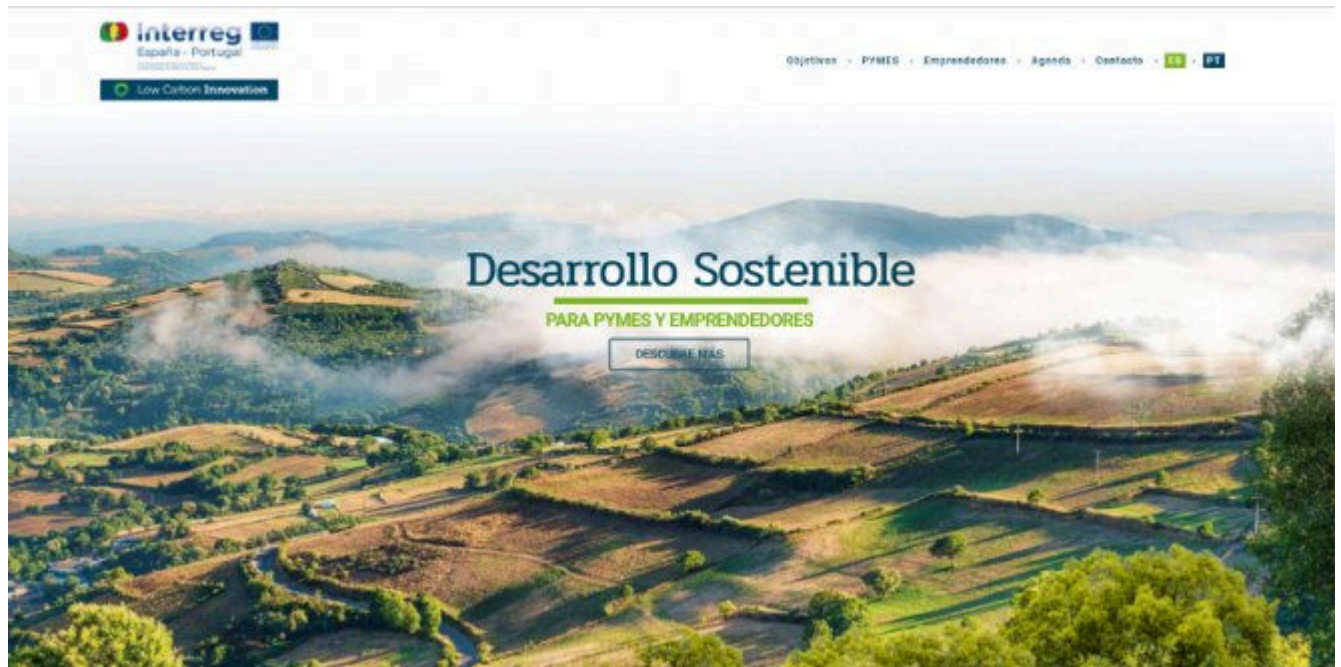 Interreg
España - Portugal
Low Carbon Innovation
Objetivos - PYMES - Emprendedores - Agenda - Contacto - ES - PT
Desarrollo Sostenible
PARA PYMES Y EMPRENDEDORES
DESCUBRE MÁS